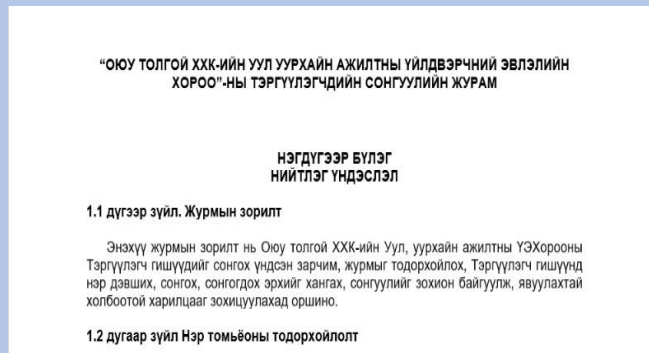 “ОЮУ ТОЛГОЙ ХХК-ИЙН УУЛ УУРХАЙН АЖИЛТНЫ ҮЙЛДВЭРЧНИЙ ЭВЛЭЛИЙН
ХОРОО”-НЫ ТЭРГҮҮЛЭГЧДИЙН СОНГУУЛИЙН ЖУРАМ
НЭГДҮГЭЭР БҮЛЭГ
НИЙТЛЭГ ҮНДЭСЛЭЛ
1.1 дүгээр зүйл. Журмын зорилт
Энэхүү журмын зорилт нь Оюу толгой ХХК-ийн Уул, уурхайн ажилтны ҮЭХорооны
Тэргүүлэгч гишүүдийг сонгох үндсэн зарчим, журмыг тодорхойлох, Тэргүүлэгч гишүүнд
нэр дэвших, сонгох, сонгогдох эрхийг хангах, сонгуулийг зохион байгуулж, явуулахтай
холбоотой харилцааг зохицуулахад оршино.
1.2 дугаар зүйл Нэр томьёоны тодорхойлолт